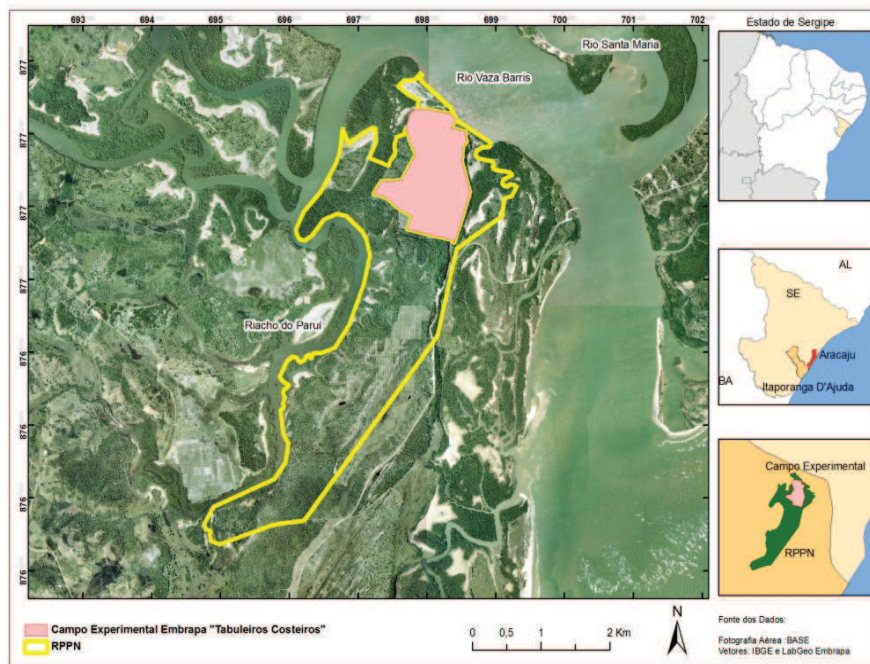 693 694 695 696 697 698 699 700 701 702
Estado de Sergipe
877
877
877
877
876
876
876
876
Rio Santa Maria
Rio Vaza Barris
Riacho do Parui
AL
SE
Aracaju
BA
Itaporanga D'Ajuda
Campo Experimental
RPPN
Campo Experimental Embrapa "Tabuleiros Costeiros"
RPPN
0 0,5 1 2 Km
N
Fonte dos Dados:
Fotografia Aérea :BASE
Vetores: IBGE e LabGeo Embrapa